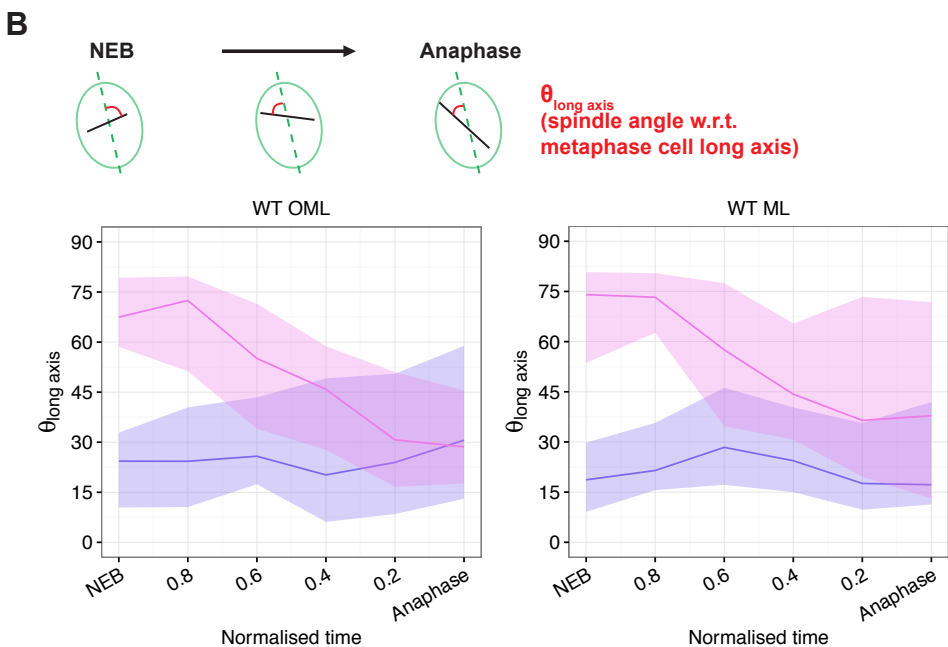 B
NEB
Anaphase
θlong axis
(spindle angle w.r.t.
metaphase cell long axis)
WT OML
WT ML
90
75
60
45
30
15
0
θlong axis
NEB
0.8
0.6
0.4
0.2
Anaphase
Normalised time
90
75
60
45
30
15
0
θlong axis
NEB
0.8
0.6
0.4
0.2
Anaphase
Normalised time